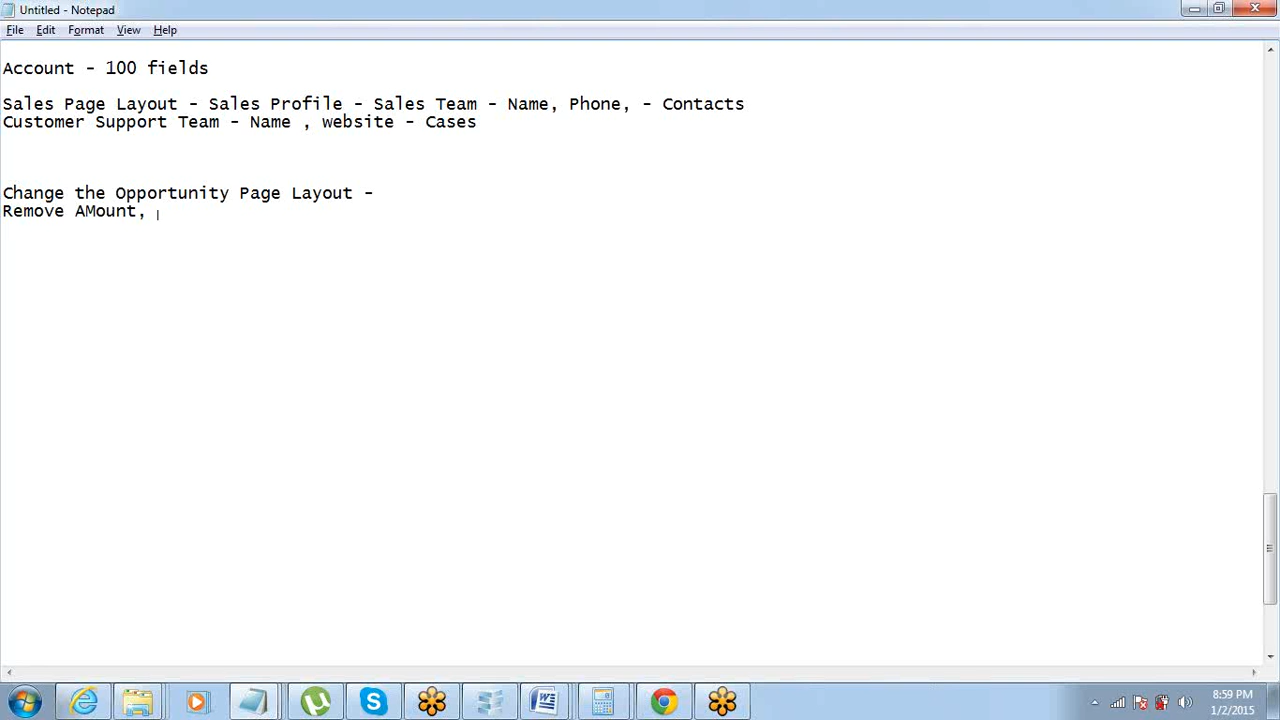 Untitled - Notepad
File Edit Format View Help
Account - 100 fields
Sales Page Layout - Sales Profile - Sales Team - Name, Phone, - Contacts
Customer Support Team - Name , website - Cases
Change the Opportunity Page Layout -
Remove AMount,
8:59 PM
1/2/2015